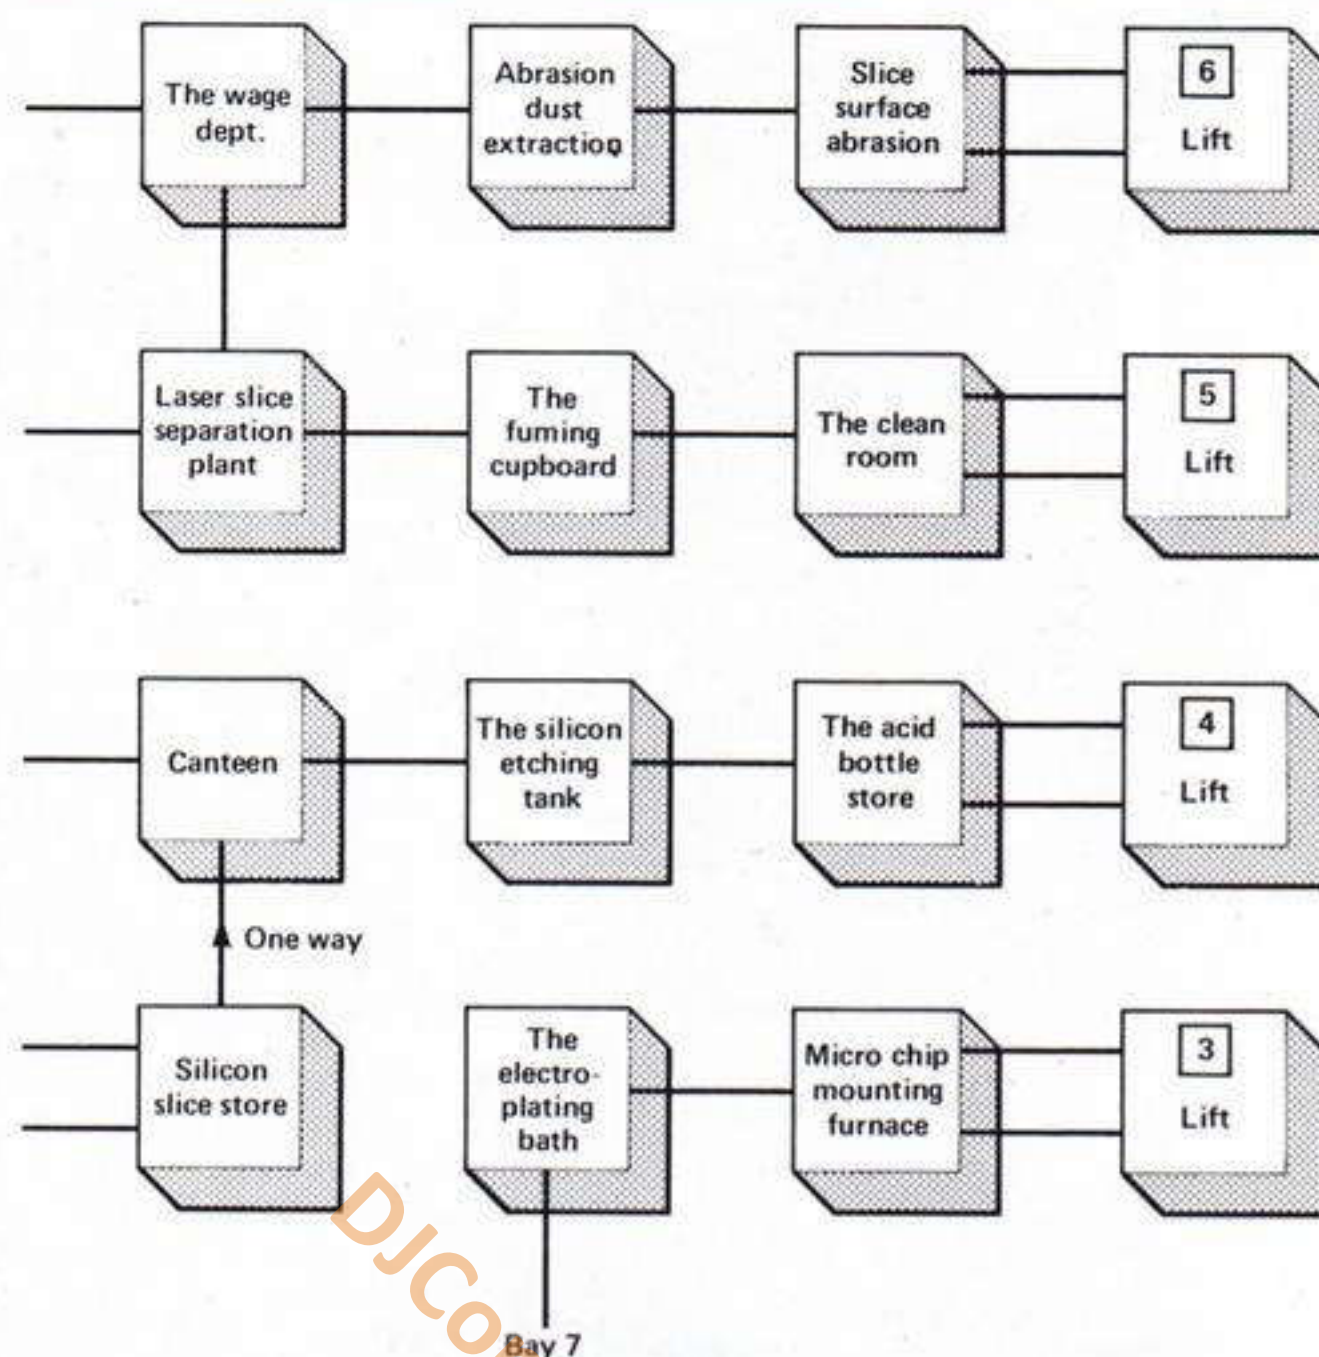 The wage
dept.
Abrasion
dust
extraction
Slice
surface
abrasion
6
Lift
Laser slice
separation
plant
The
fuming
cupboard
The clean
room
5
Lift
Canteen
The silicon
etching
tank
The acid
bottle
store
4
Lift
One way
Silicon
slice store
The
electro-
plating
bath
Micro chip
mounting
furnace
3
Lift
Bay 7